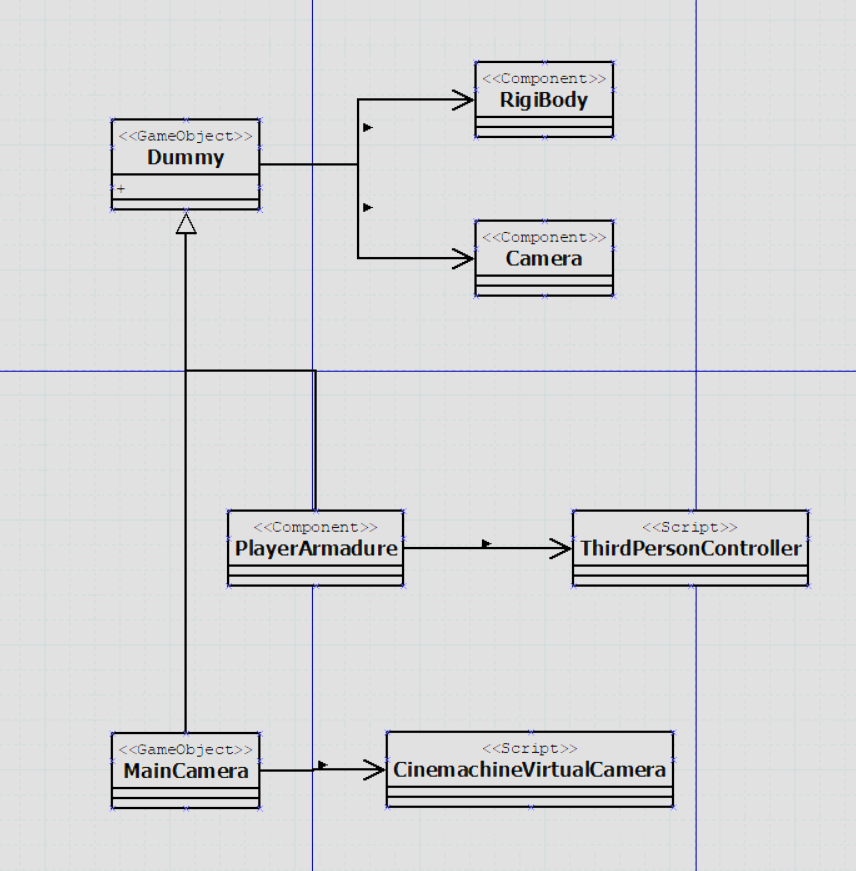 <<Component>>
RigiBody
<<GameObject>>
Dummy
+
<<Component>>
Camera
<<Component>>
PlayerArmadure
<<Script>>
ThirdPersonController
<<GameObject>>
MainCamera
<<Script>>
CinemachineVirtualCamera